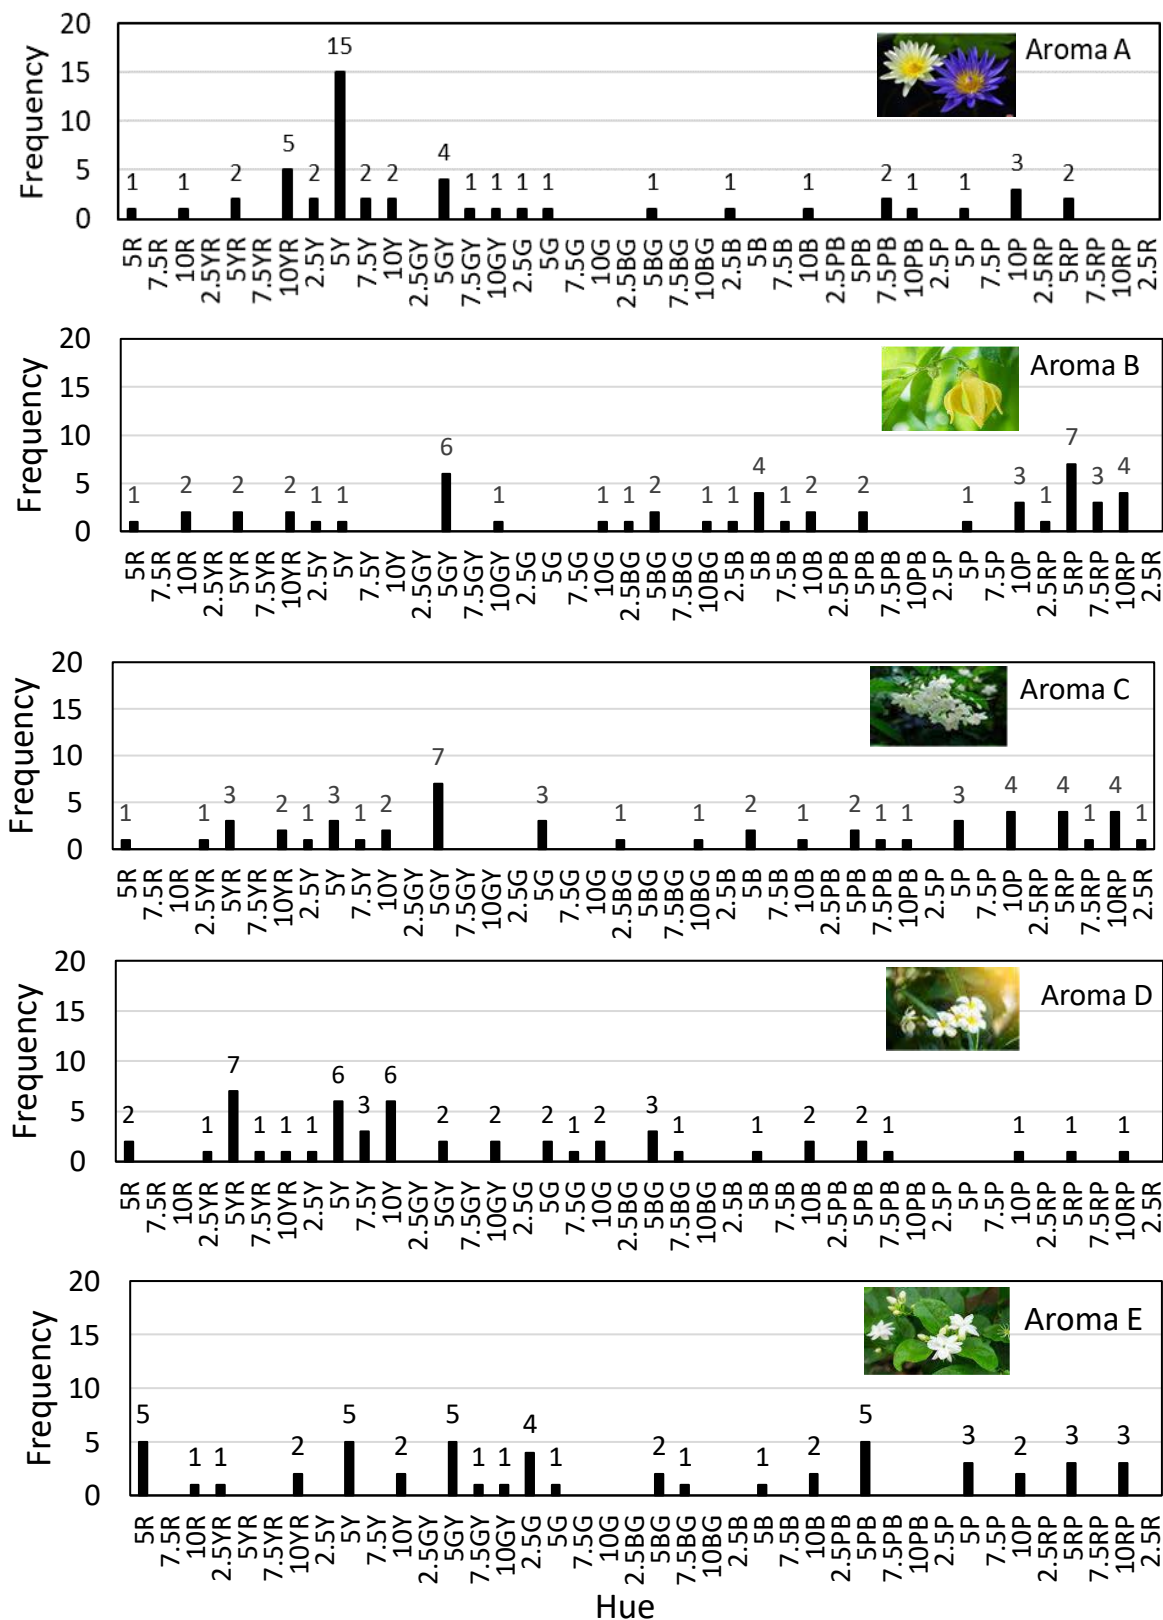 Aroma A
Frequency
20
15
10
5
0
1 1 2 5 2 15 2 2 4 1 1 1 1 1 1 1 2 1 1 3 2
5R 7.5R 10R 2.5YR 5YR 7.5YR 10YR 2.5Y 5Y 7.5Y 10Y 2.5GY 5GY 7.5GY 10GY 2.5G 5G 7.5G 10G 2.5BG 5BG 7.5BG 10BG 2.5B 5B 7.5B 10B 2.5PB 5PB 7.5PB 10PB 2.5P 5P 7.5P 10P 2.5RP 5RP 7.5RP 10RP 2.5R
Aroma B
Frequency
20
15
10
5
0
1 2 2 2 1 1 6 1 1 1 2 1 1 4 1 2 2 1 3 1 7 3 4
5R 7.5R 10R 2.5YR 5YR 7.5YR 10YR 2.5Y 5Y 7.5Y 10Y 2.5GY 5GY 7.5GY 10GY 2.5G 5G 7.5G 10G 2.5BG 5BG 7.5BG 10BG 2.5B 5B 7.5B 10B 2.5PB 5PB 7.5PB 10PB 2.5P 5P 7.5P 10P 2.5RP 5RP 7.5RP 10RP 2.5R
Aroma C
Frequency
20
15
10
5
0
1 1 3 2 1 3 1 2 7 3 1 1 2 1 2 1 1 3 4 4 1 4 1
5R 7.5R 10R 2.5YR 5YR 7.5YR 10YR 2.5Y 5Y 7.5Y 10Y 2.5GY 5GY 7.5GY 10GY 2.5G 5G 7.5G 10G 2.5BG 5BG 7.5BG 10BG 2.5B 5B 7.5B 10B 2.5PB 5PB 7.5PB 10PB 2.5P 5P 7.5P 10P 2.5RP 5RP 7.5RP 10RP 2.5R
Aroma D
Frequency
20
15
10
5
0
2 1 7 1 1 1 6 3 6 2 2 2 1 2 3 1 1 2 2 1 1 1 1
5R 7.5R 10R 2.5YR 5YR 7.5YR 10YR 2.5Y 5Y 7.5Y 10Y 2.5GY 5GY 7.5GY 10GY 2.5G 5G 7.5G 10G 2.5BG 5BG 7.5BG 10BG 2.5B 5B 7.5B 10B 2.5PB 5PB 7.5PB 10PB 2.5P 5P 7.5P 10P 2.5RP 5RP 7.5RP 10RP 2.5R
Aroma E
Frequency
20
15
10
5
0
5 1 1 2 5 2 5 1 1 4 1 2 1 1 2 5 3 2 3 3
5R 7.5R 10R 2.5YR 5YR 7.5YR 10YR 2.5Y 5Y 7.5Y 10Y 2.5GY 5GY 7.5GY 10GY 2.5G 5G 7.5G 10G 2.5BG 5BG 7.5BG 10BG 2.5B 5B 7.5B 10B 2.5PB 5PB 7.5PB 10PB 2.5P 5P 7.5P 10P 2.5RP 5RP 7.5RP 10RP 2.5R
Hue